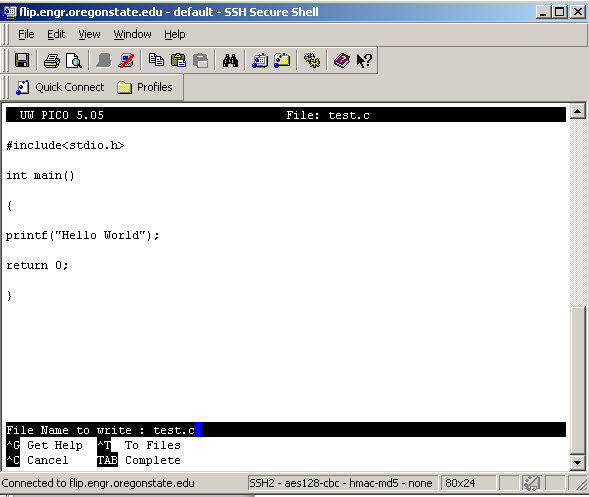 flip.engr.oregonstate.edu - default - SSH Secure Shell
File Edit View Window Help
Quick Connect Profiles
UW PICO 5.05 File: test.c
#include<stdio.h>
int main()
{
printf("Hello World");
return 0;
}
File Name to write : test.c
^G Get Help ^T To Files
^C Cancel TAB Complete
Connected to flip.engr.oregonstate.edu SSH2 - aes128-cbc - hmac-md5 - none 80x24